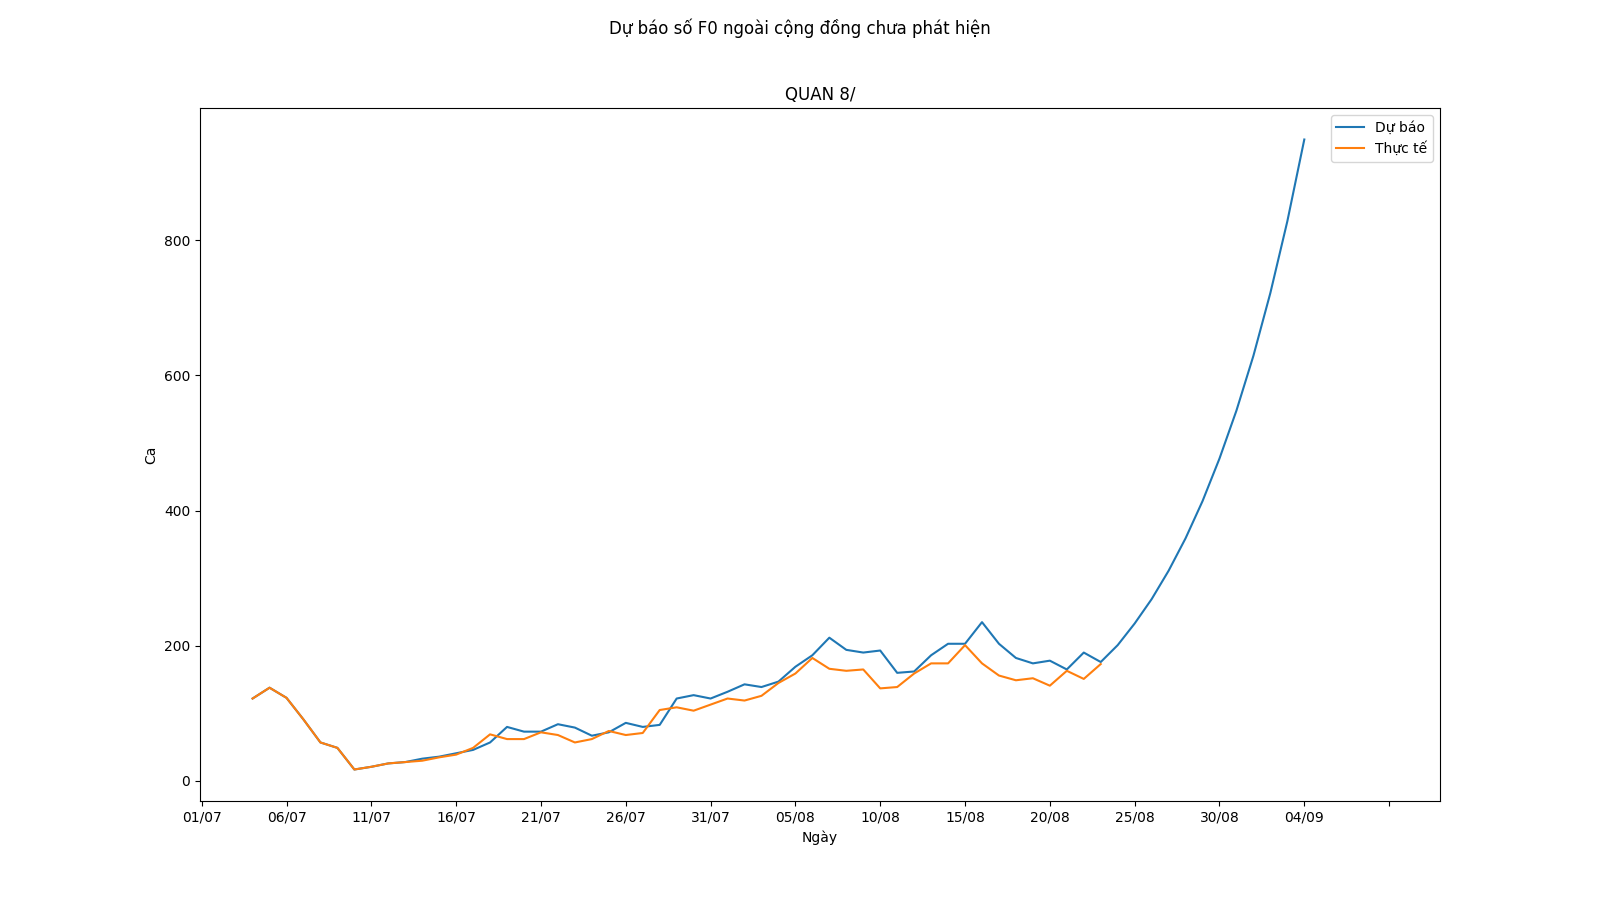 Dự báo số F0 ngoài cộng đồng chưa phát hiện
QUAN 8/
Dự báo
Thực tế
800
600
400
200
0
Ca
01/07 06/07 11/07 16/07 21/07 26/07 31/07 05/08 10/08 15/08 20/08 25/08 30/08 04/09
Ngày